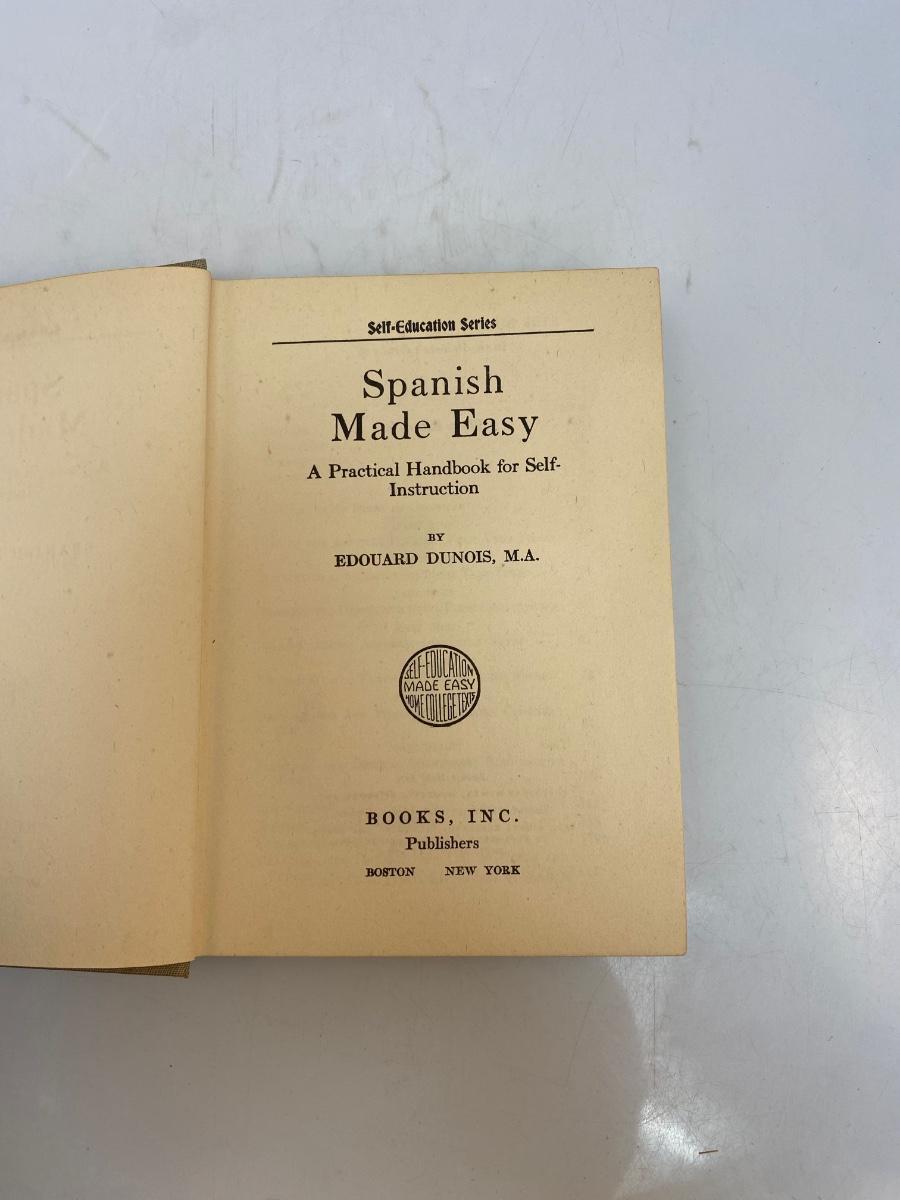 Self-Education Series
Spanish
Made Easy
A Practical Handbook for Self-
Instruction
BY
EDOUARD DUNOIS, M.A.
SELF-EDUCATION
MADE EASY
HOME COLLEGE TEXTS
BOOKS, INC.
Publishers
BOSTON NEW YORK